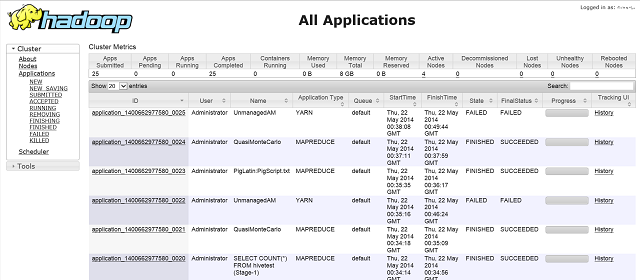 hadoop
All Applications
Logged in as:
Cluster
About
Nodes
Applications
NEW
NEW_SAVING
SUBMITTED
ACCEPTED
RUNNING
REMOVING
FINISHING
FINISHED
FAILED
KILLED
Scheduler
Tools
Cluster Metrics
Apps Submitted Apps Pending Apps Running Apps Completed Containers Running Memory Used Memory Total Memory Reserved Active Nodes Decommissioned Nodes Lost Nodes Unhealthy Nodes Rebooted Nodes
25 0 0 25 0 0 B 8 GB 0 B 4 0 0 0 0
Show 20 entries Search:
ID User Name Application Type Queue StartTime FinishTime State FinalStatus Progress Tracking UI
application_1400662977580_0025 Administrator UnmanagedAM YARN default Thu, 22 May 2014 00:38:08 GMT Thu, 22 May 2014 00:49:44 GMT FAILED FAILED History
application_1400662977580_0024 Administrator QuasiMonteCarlo MAPREDUCE default Thu, 22 May 2014 00:37:11 GMT Thu, 22 May 2014 00:37:59 GMT FINISHED SUCCEEDED History
application_1400662977580_0023 Administrator PigLatin:PigScript.txt MAPREDUCE default Thu, 22 May 2014 00:35:35 GMT Thu, 22 May 2014 00:36:17 GMT FINISHED SUCCEEDED History
application_1400662977580_0022 Administrator UnmanagedAM YARN default Thu, 22 May 2014 00:35:16 GMT Thu, 22 May 2014 00:46:24 GMT FAILED FAILED History
application_1400662977580_0021 Administrator QuasiMonteCarlo MAPREDUCE default Thu, 22 May 2014 00:34:18 GMT Thu, 22 May 2014 00:35:09 GMT FINISHED SUCCEEDED History
application_1400662977580_0020 Administrator SELECT COUNT(*) FROM hivetest (Stage-1) MAPREDUCE default Thu, 22 May 2014 00:34:14 GMT Thu, 22 May 2014 00:34:56 GMT FINISHED SUCCEEDED History